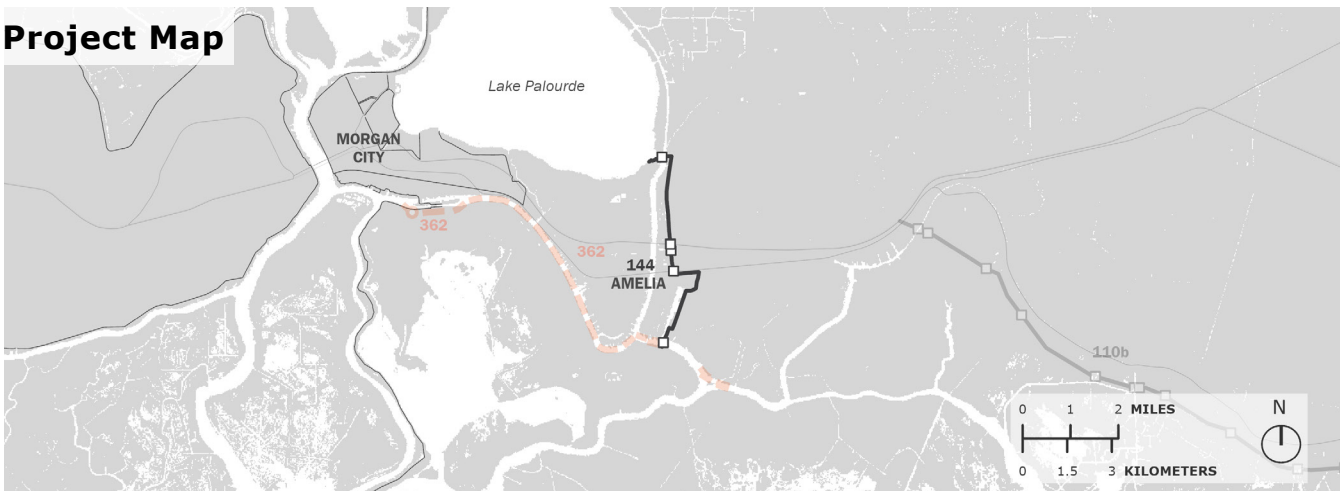 Project Map
Lake Palourde
MORGAN
CITY
362
362
144
AMELIA
110b
0 1 2 MILES
0 1.5 3 KILOMETERS
N